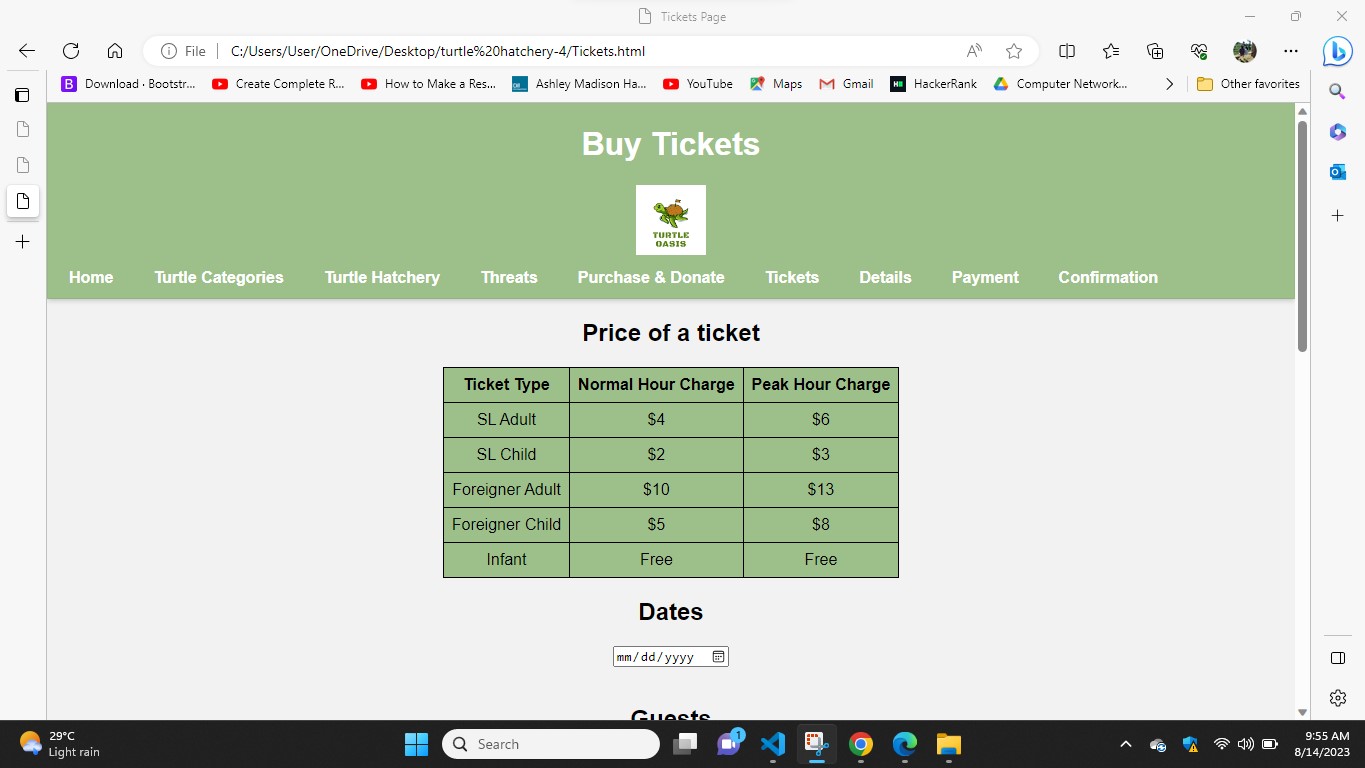 Tickets Page
File
C:/Users/User/OneDrive/Desktop/turtle%20hatchery-4/Tickets.html
Download · Bootstr... Create Complete R... How to Make a Res... Ashley Madison Ha... YouTube Maps Gmail HackerRank Computer Network... Other favorites
Buy Tickets
TURTLE
OASIS
Home Turtle Categories Turtle Hatchery Threats Purchase & Donate Tickets Details Payment Confirmation
Price of a ticket
Ticket Type Normal Hour Charge Peak Hour Charge
SL Adult $4 $6
SL Child $2 $3
Foreigner Adult $10 $13
Foreigner Child $5 $8
Infant Free Free
Dates
mm/dd/yyyy
Guests
29°C
Light rain
Search
1
9:55 AM
8/14/2023